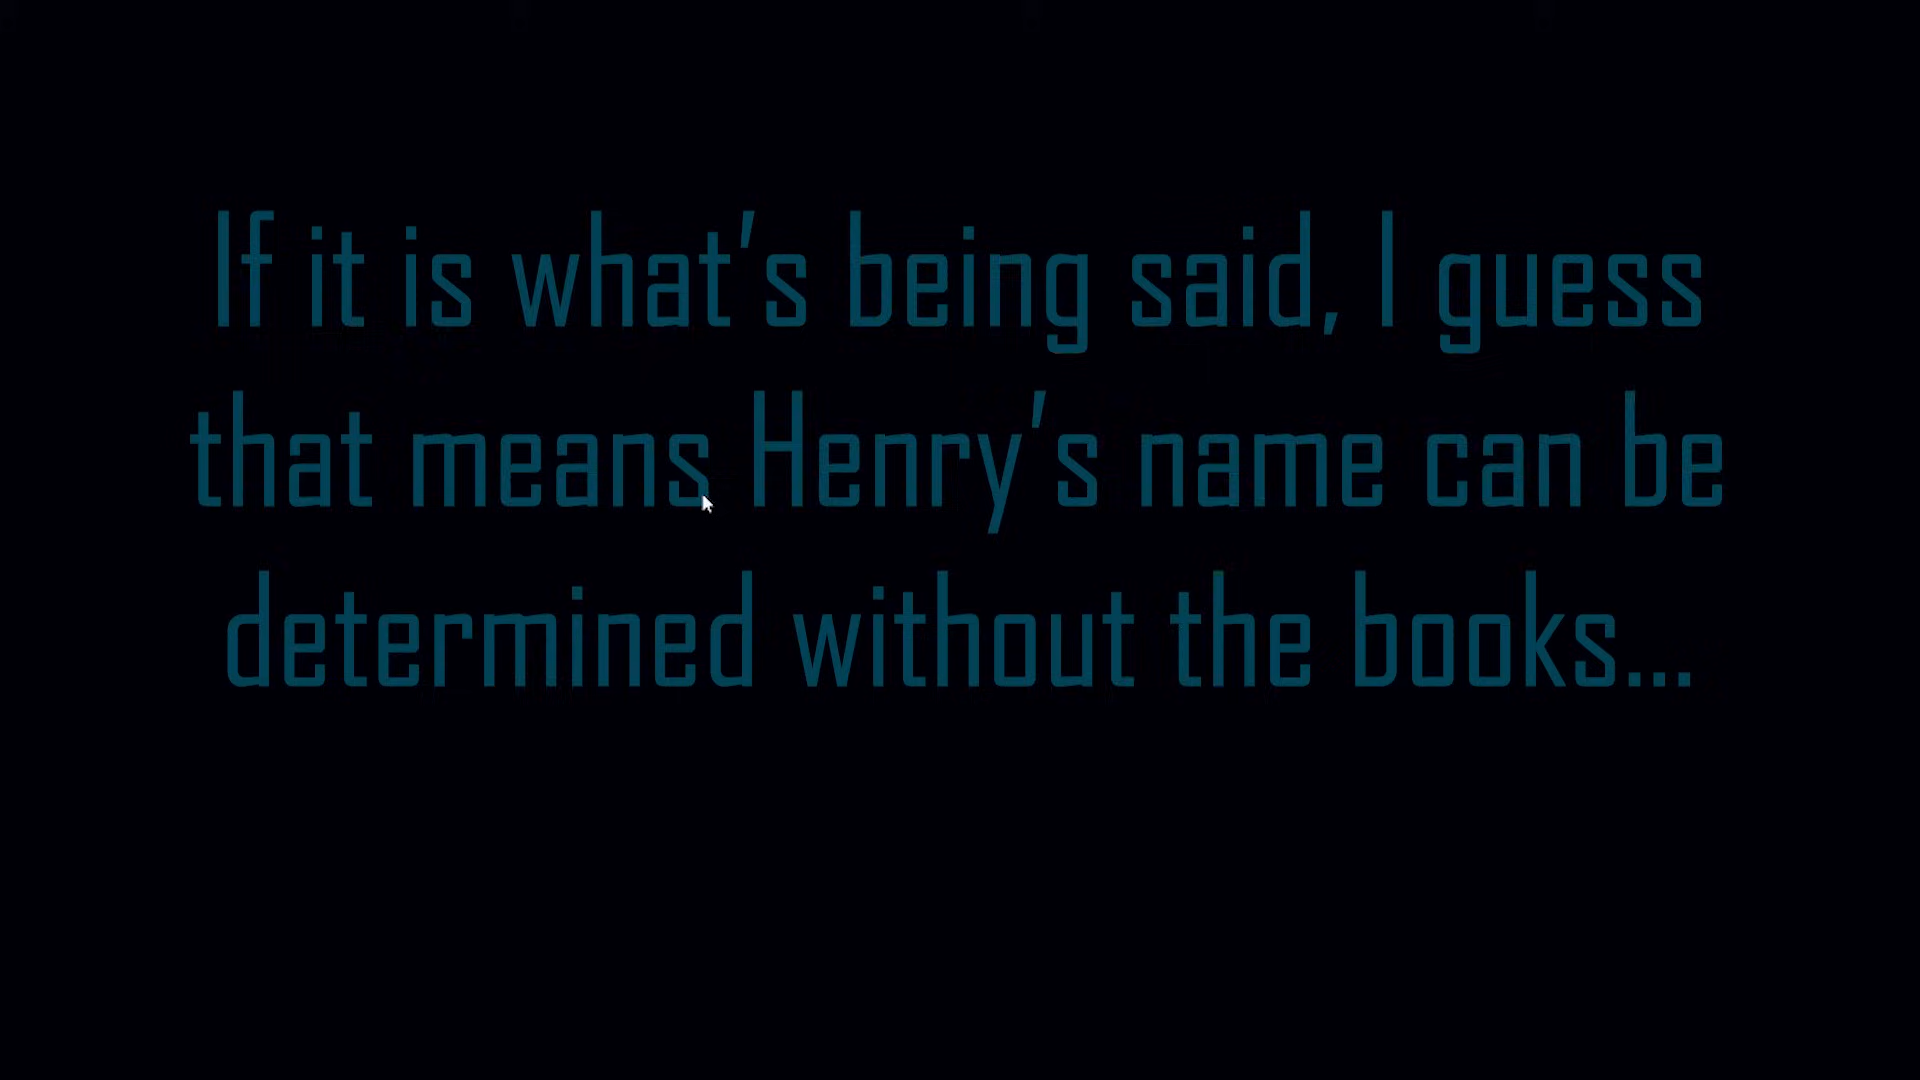 If it is what's being said, I guess
that means Henry's name can be
determined without the books...